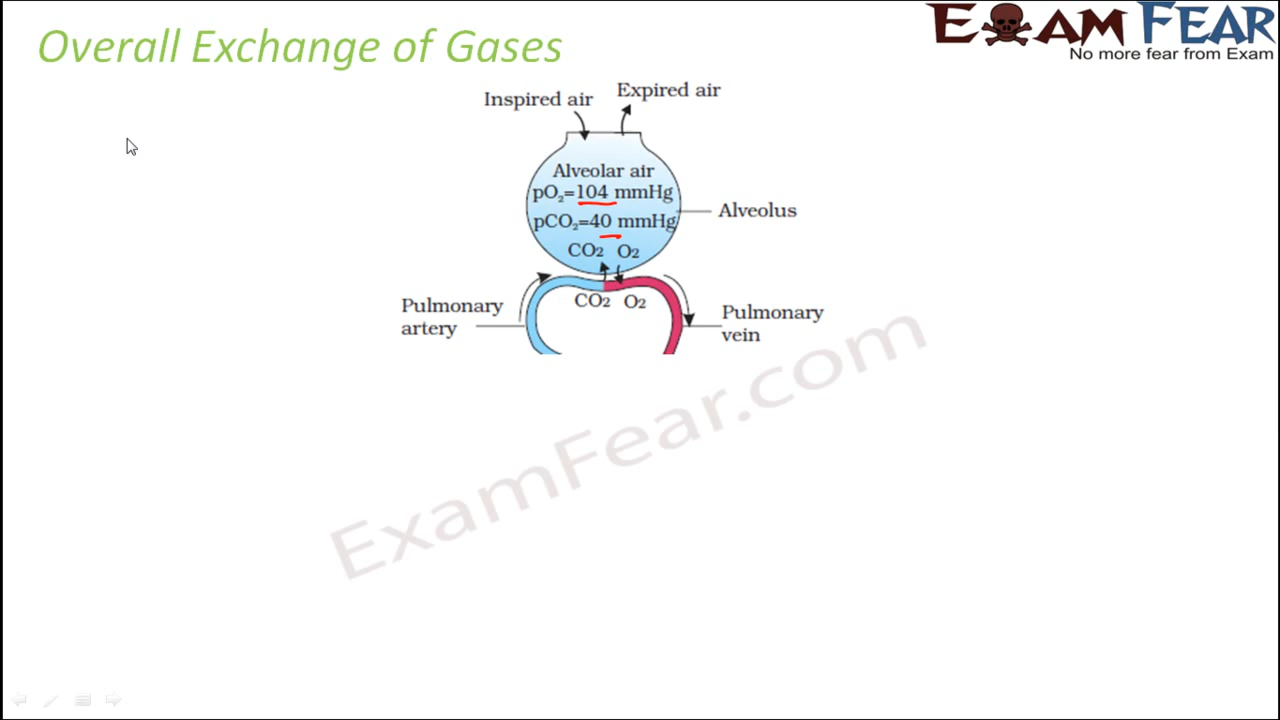 Overall Exchange of Gases
EXAM FEAR
No more fear from Exam
Inspired air
Expired air
Alveolar air
pO₂=104 mmHg
pCO₂=40 mmHg
Alveolus
CO2 O2
CO2 O2
Pulmonary
artery
Pulmonary
vein
ExamFear.com